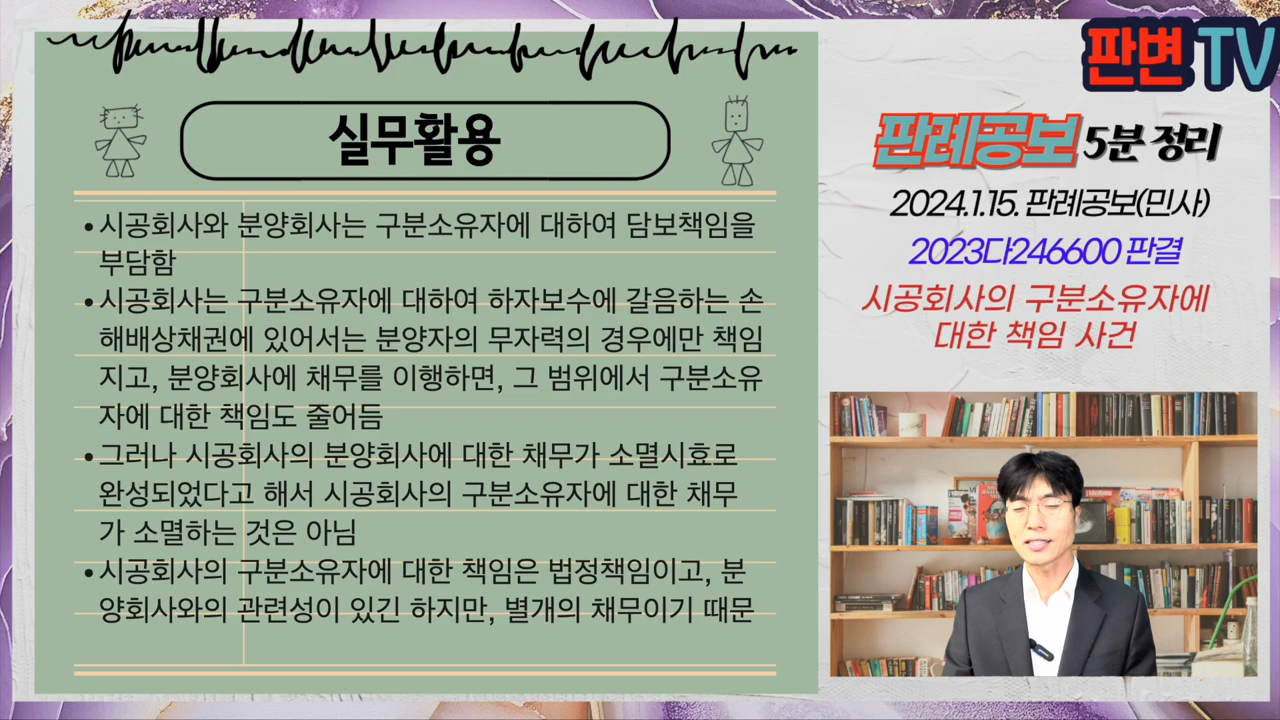 실무활용
• 시공회사와 분양회사는 구분소유자에 대하여 담보책임을
부담함
• 시공회사는 구분소유자에 대하여 하자보수에 갈음하는 손
해배상채권에 있어서는 분양자의 무자력의 경우에만 책임
지고, 분양회사에 채무를 이행하면, 그 범위에서 구분소유
자에 대한 책임도 줄어듬
• 그러나 시공회사의 분양회사에 대한 채무가 소멸시효로
완성되었다고 해서 시공회사의 구분소유자에 대한 채무
가 소멸하는 것은 아님
• 시공회사의 구분소유자에 대한 책임은 법정책임이고, 분
양회사와의 관련성이 있긴 하지만, 별개의 채무이기 때문
판변 TV
판례공보 5분 정리
2024.1.15. 판례공보(민사)
2023다246600 판결
시공회사의 구분소유자에
대한 책임 사건